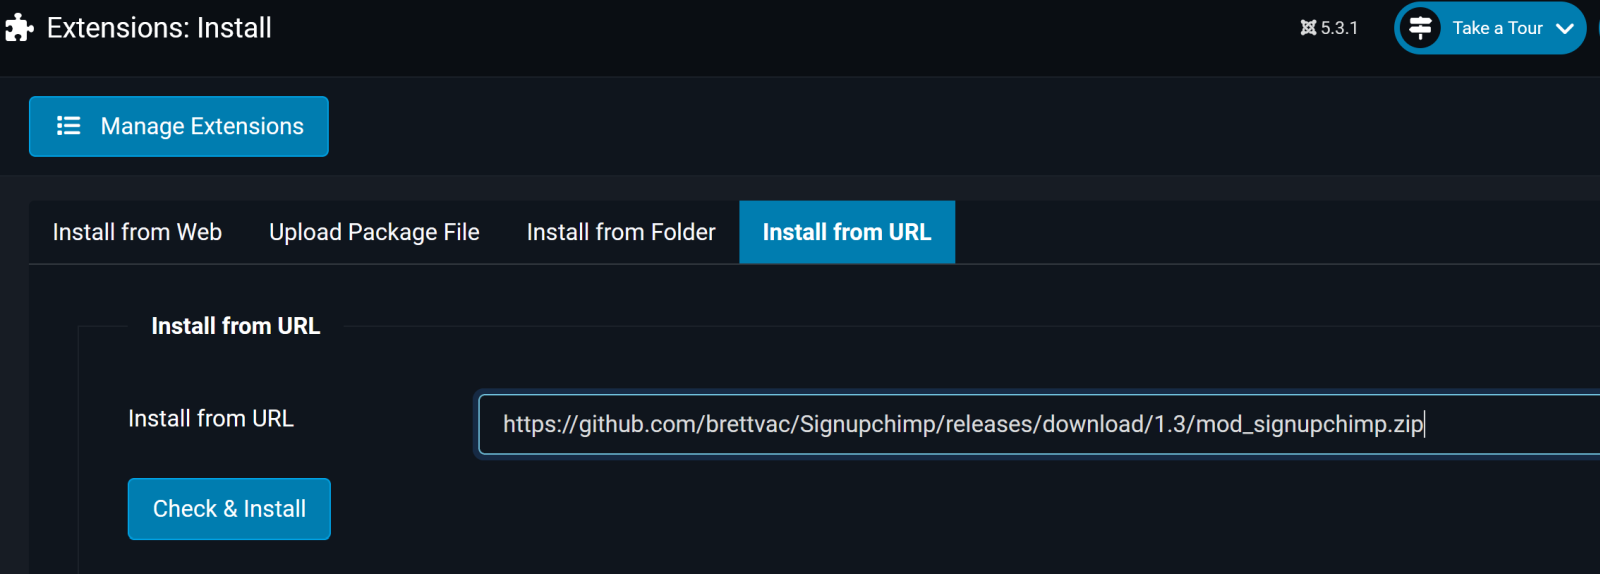 Extensions: Install
5.3.1
Take a Tour
Manage Extensions
Install from Web
Upload Package File
Install from Folder
Install from URL
Install from URL
Install from URL
https://github.com/brettvac/Signupchimp/releases/download/1.3/mod_signupchimp.zip
Check & Install